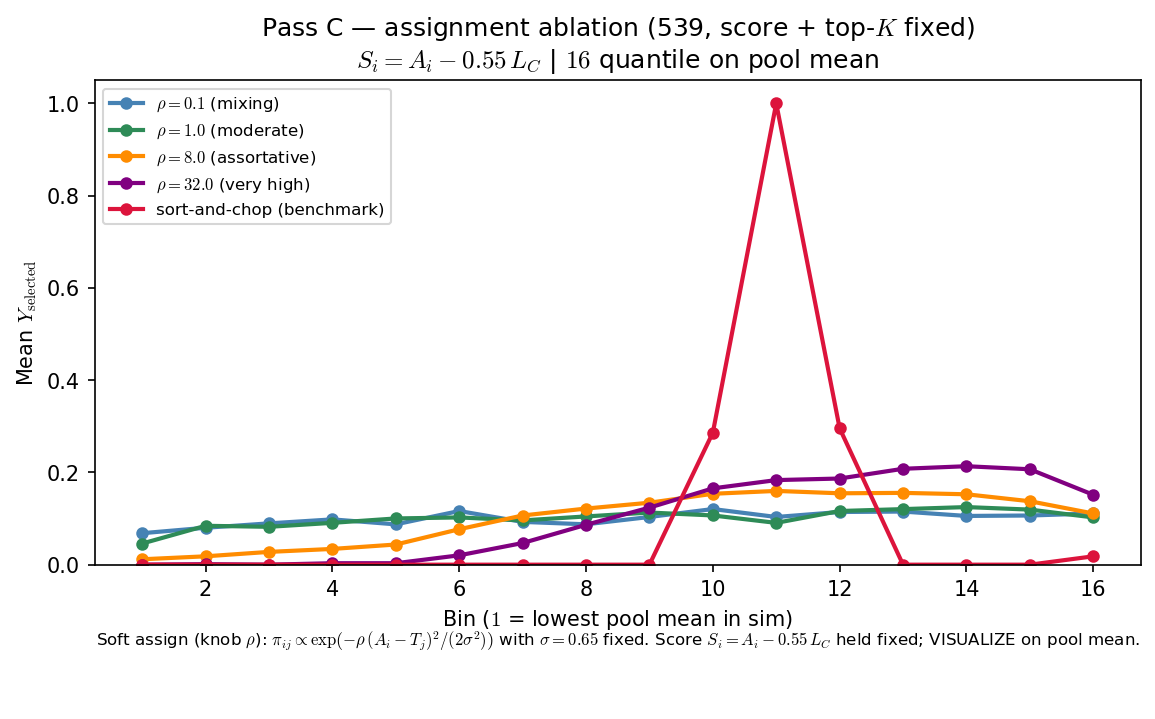 Pass C — assignment ablation (539, score + top-K fixed)
S_i = A_i − 0.55 L_C | 16 quantile on pool mean
ρ = 0.1 (mixing)
ρ = 1.0 (moderate)
ρ = 8.0 (assortative)
ρ = 32.0 (very high)
sort-and-chop (benchmark)
Mean Y_selected
1.0
0.8
0.6
0.4
0.2
0.0
2 4 6 8 10 12 14 16
Bin (1 = lowest pool mean in sim)
Soft assign (knob ρ): π_ij ∝ exp(−ρ (A_i − T_j)²/(2σ²)) with σ = 0.65 fixed. Score S_i = A_i − 0.55 L_C held fixed; VISUALIZE on pool mean.